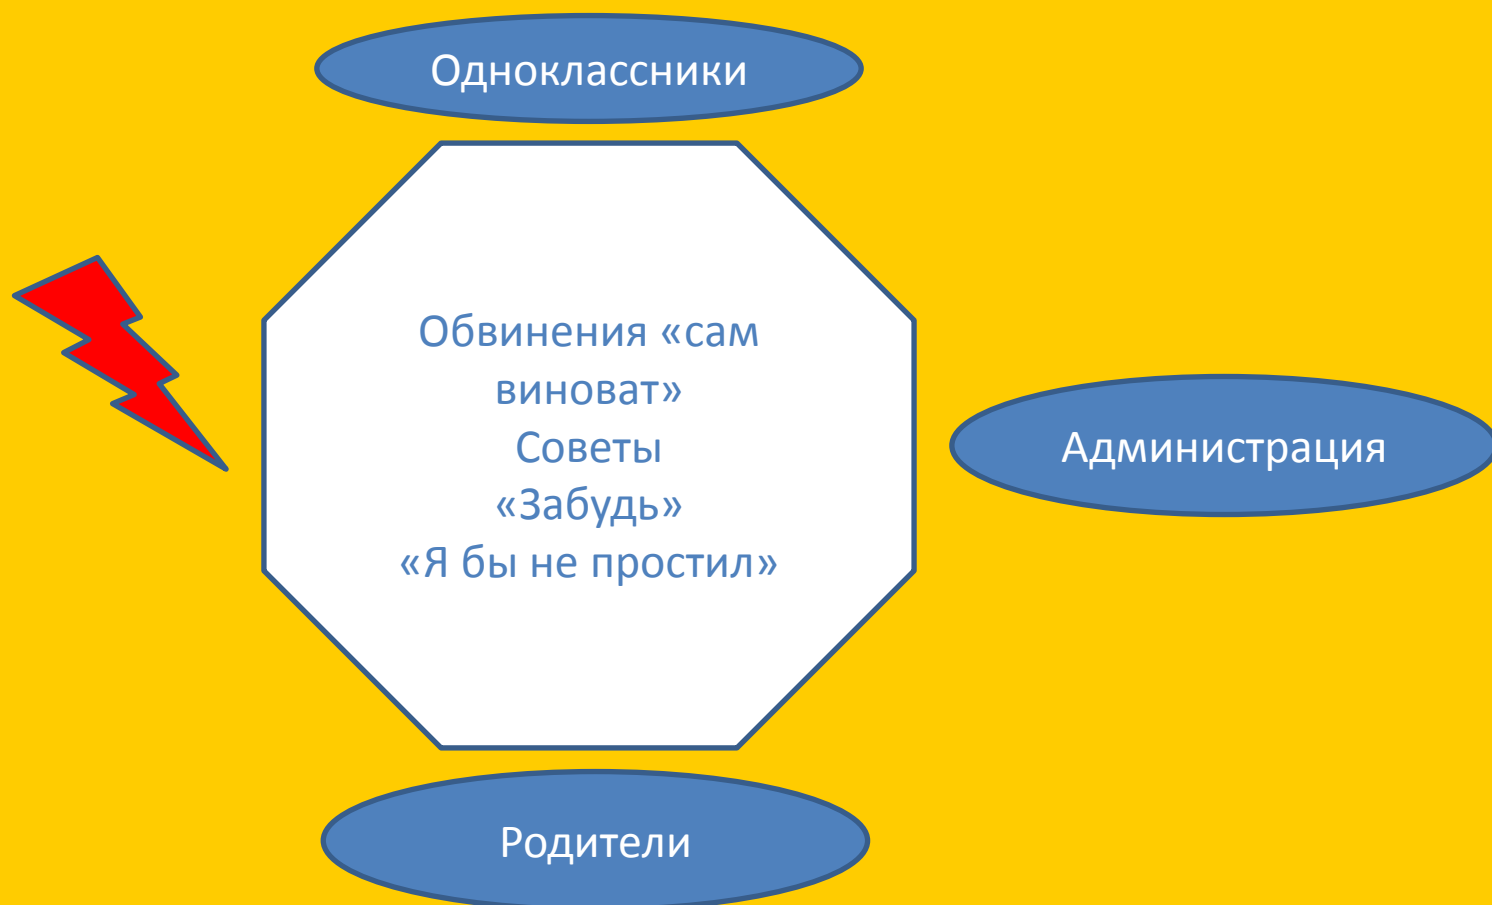 Одноклассники
Обвинения «сам
виноват»
Советы
«Забудь»
«Я бы не простил»
Администрация
Родители